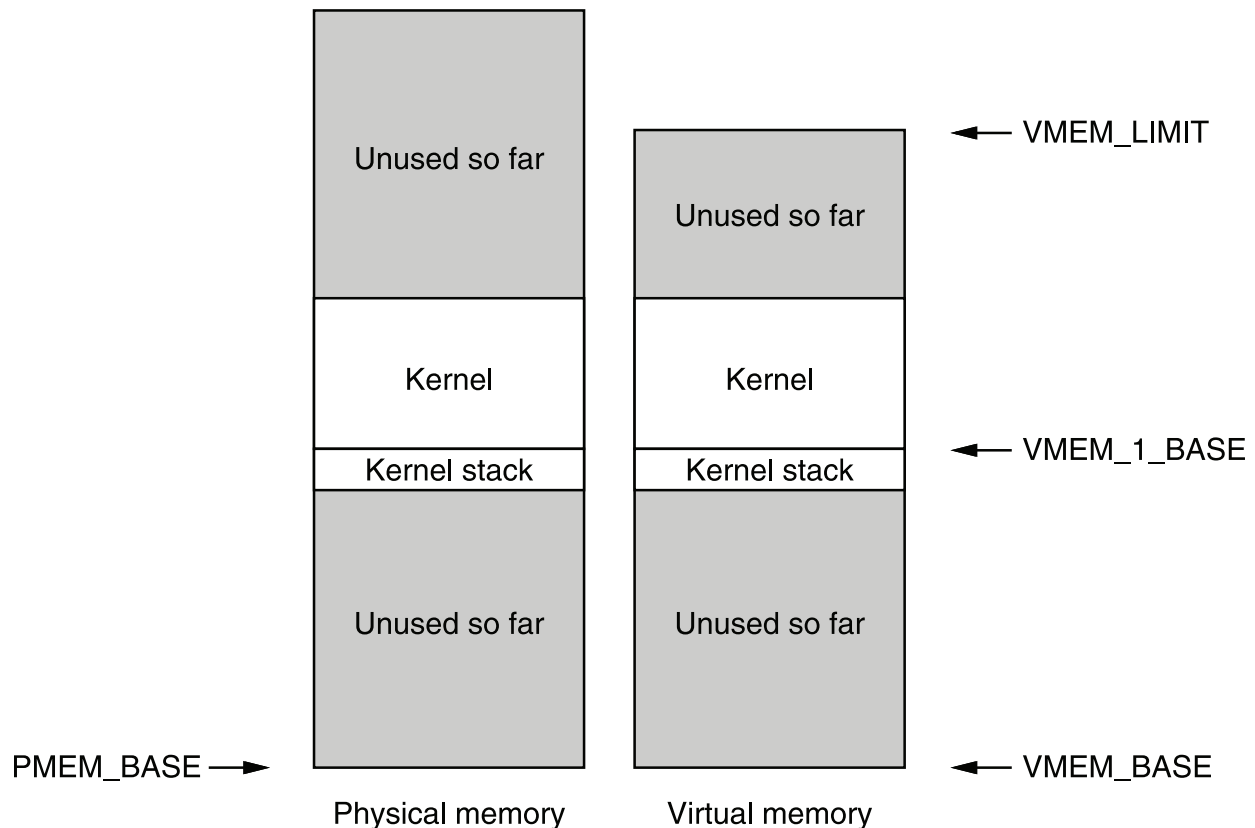 VMEM_LIMIT
Unused so far
Unused so far
Kernel
Kernel
VMEM_1_BASE
Kernel stack
Kernel stack
Unused so far
Unused so far
PMEM_BASE
VMEM_BASE
Physical memory
Virtual memory